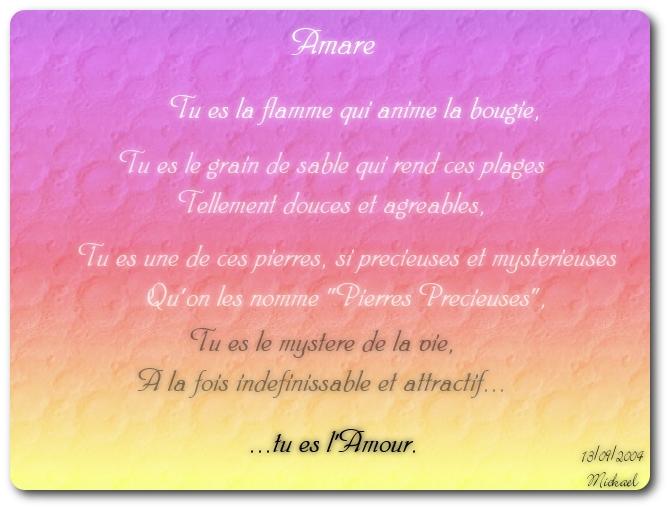 Amare
Tu es la flamme qui anime la bougie,
Tu es le grain de sable qui rend ces plages
Tellement douces et agreables,
Tu es une de ces pierres, si precieuses et mysterieuses
Qu'on les nomme "Pierres Precieuses",
Tu es le mystere de la vie,
A la fois indefinissable et attractif...
...tu es l'Amour.
13/09/2004
Mickael